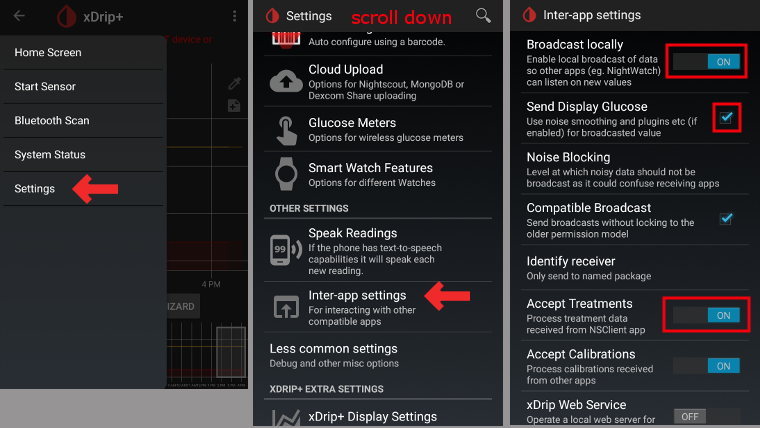 xDrip+
T device or
Home Screen
Start Sensor
Bluetooth Scan
System Status
Settings
4 PM
IZARD
Settings
scroll down
Auto configure using a barcode.
Cloud Upload
Options for Nightscout, MongoDB or
Dexcom Share uploading
Glucose Meters
Options for wireless glucose meters
Smart Watch Features
Options for different Watches
OTHER SETTINGS
99
Speak Readings
If the phone has text-to-speech
capabilities it will speak each
new reading.
Inter-app settings
For interacting with other
compatible apps
Less common settings
Debug and other misc options
XDRIP+ EXTRA SETTINGS
xDrip+ Display Settings
Inter-app settings
Broadcast locally
Enable local broadcast of data
so other apps (eg. NightWatch)
can listen on new values
ON
Send Display Glucose
Use noise smoothing and plugins etc (if
enabled) for broadcasted value
Noise Blocking
Level at which noisy data should not be
broadcast as it could confuse receiving apps
Compatible Broadcast
Send broadcasts without locking to the
older permission model
Identify receiver
Only send to named package
Accept Treatments
Process treatment data
received from NSClient app
ON
Accept Calibrations
Process calibrations received
from other apps
ON
xDrip Web Service
Operate a local web server for
OFF